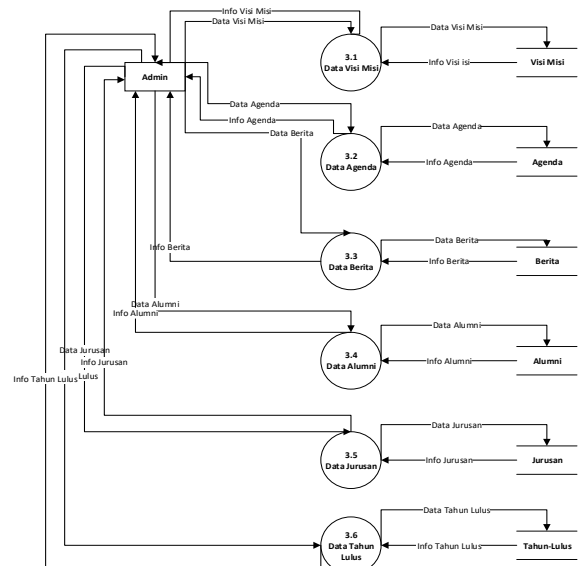 Info Visi Misi
Data Visi Misi
Data Visi Misi
3.1
Data Visi Misi
Info Visi isi
Visi Misi
Admin
Data Agenda
Info Agenda
Data Berita
Data Agenda
3.2
Data Agenda
Info Agenda
Agenda
Info Berita
3.3
Data Berita
Data Berita
Info Berita
Berita
Data Alumni
Info Alumni
Data Alumni
3.4
Data Alumni
Info Alumni
Alumni
Data Jurusan
Info Jurusan
Info Tahun Lulus
Lulus
Data Jurusan
3.5
Data Jurusan
Info Jurusan
Jurusan
Data Tahun Lulus
3.6
Data Tahun
Lulus
Info Tahun Lulus
Tahun-Lulus